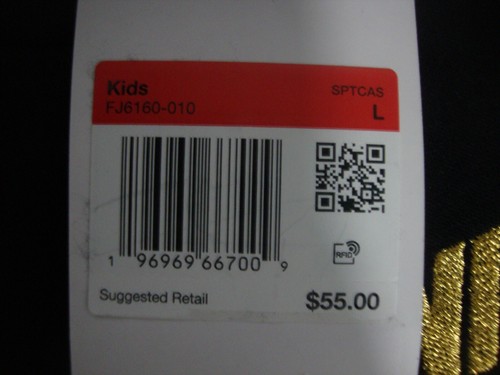 Kids
SPTCAS
FJ6160-010
L
RFID
1 96969 66700 9
Suggested Retail
$55.00